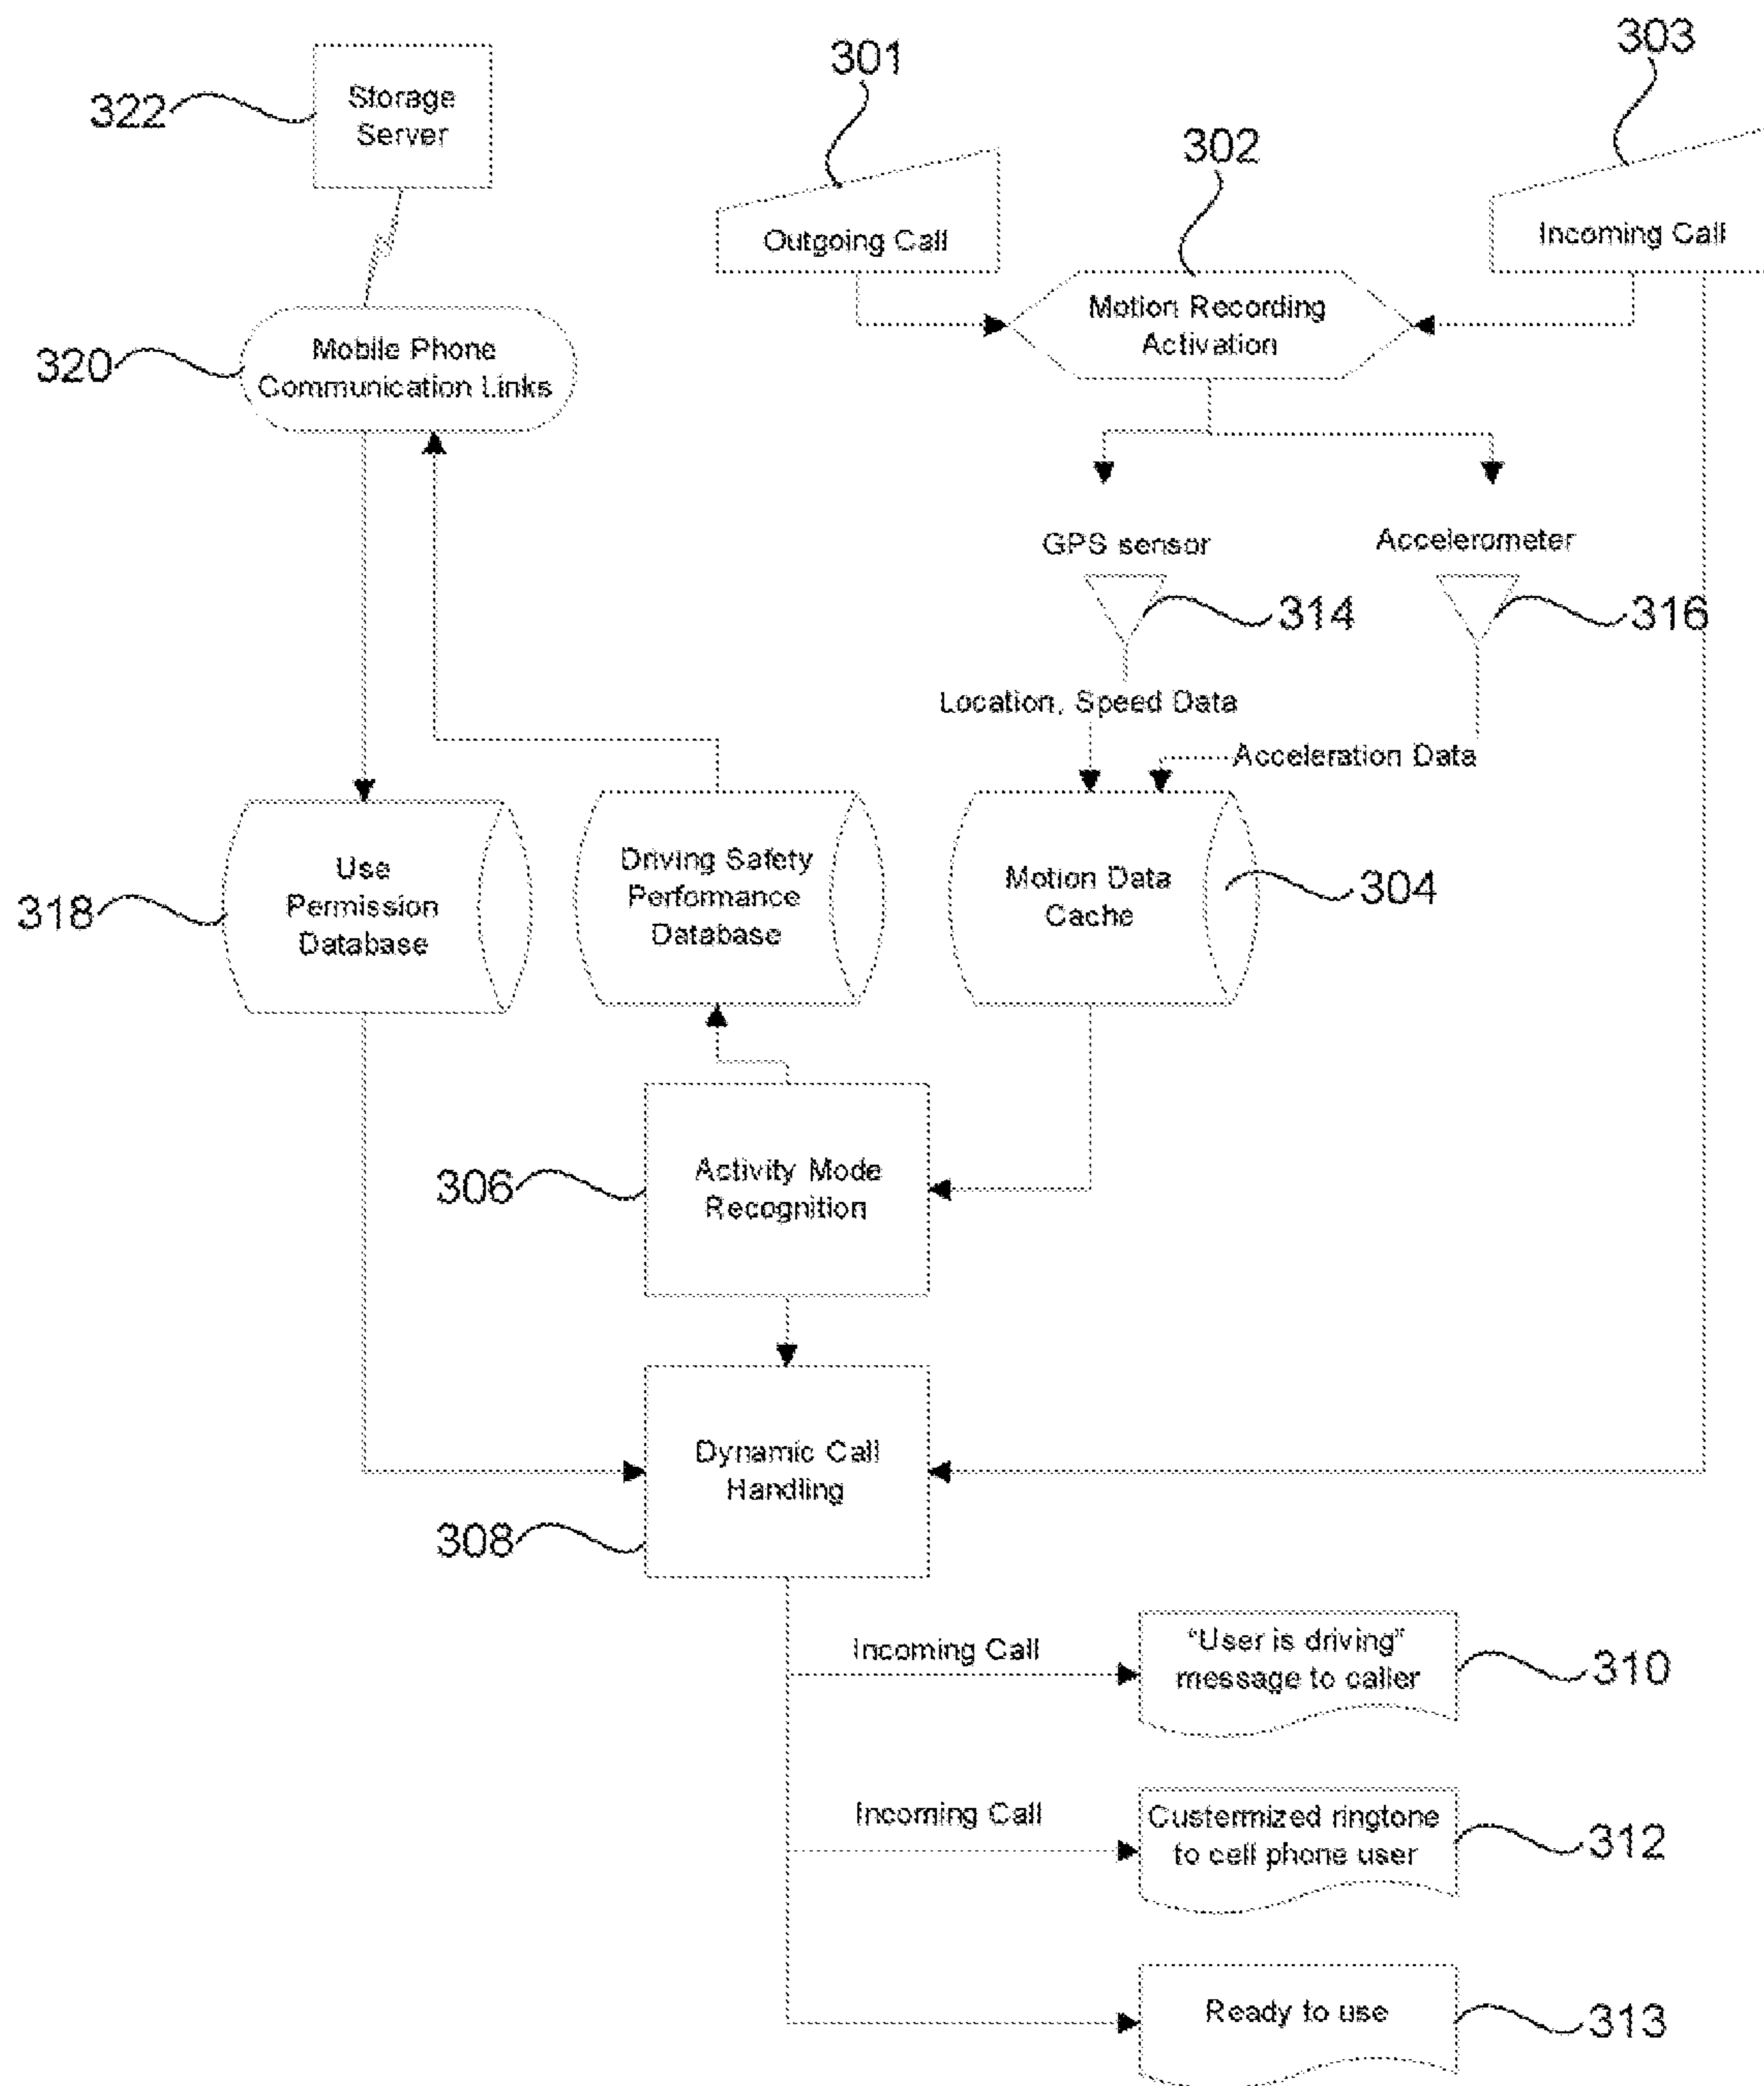 301
303
322
Storage
Server
302
Outgoing Call
Incoming Call
Motion Recording
Activation
320
Mobile Phone
Communication Links
GPS sensor
Accelerometer
314
316
Location, Speed Data
Acceleration Data
318
Use
Permission
Database
Driving Safety
Performance
Database
Motion Data
Cache
304
306
Activity Mode
Recognition
Dynamic Call
Handling
308
Incoming Call
"User is driving"
message to caller
310
Incoming Call
Custermized ringtone
to cell phone user
312
Ready to use
313